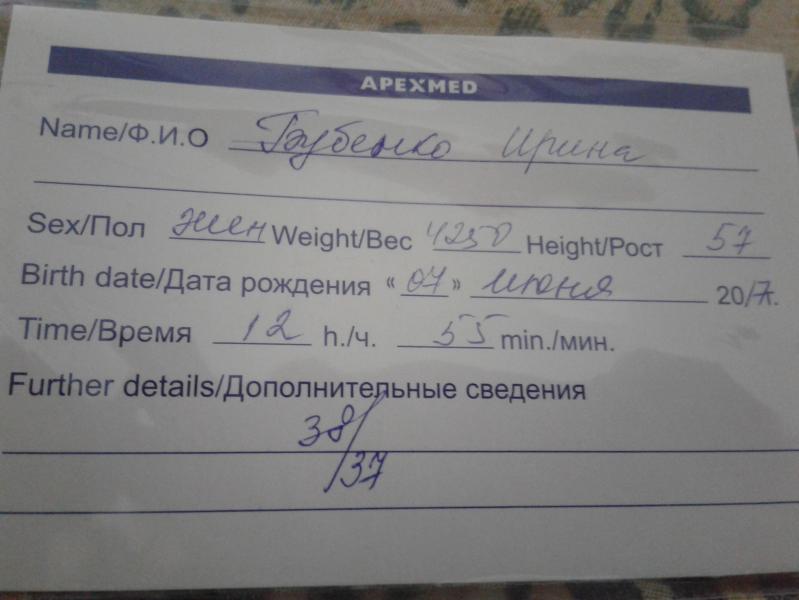 APEXMED
Name/Ф.И.О Бубенко Ирина
Sex/Пол жен Weight/Вес 4250 Height/Рост 57
Birth date/Дата рождения «07» июня 2017.
Time/Время 12 h./ч. 55 min./мин.
Further details/Дополнительные сведения
38/37